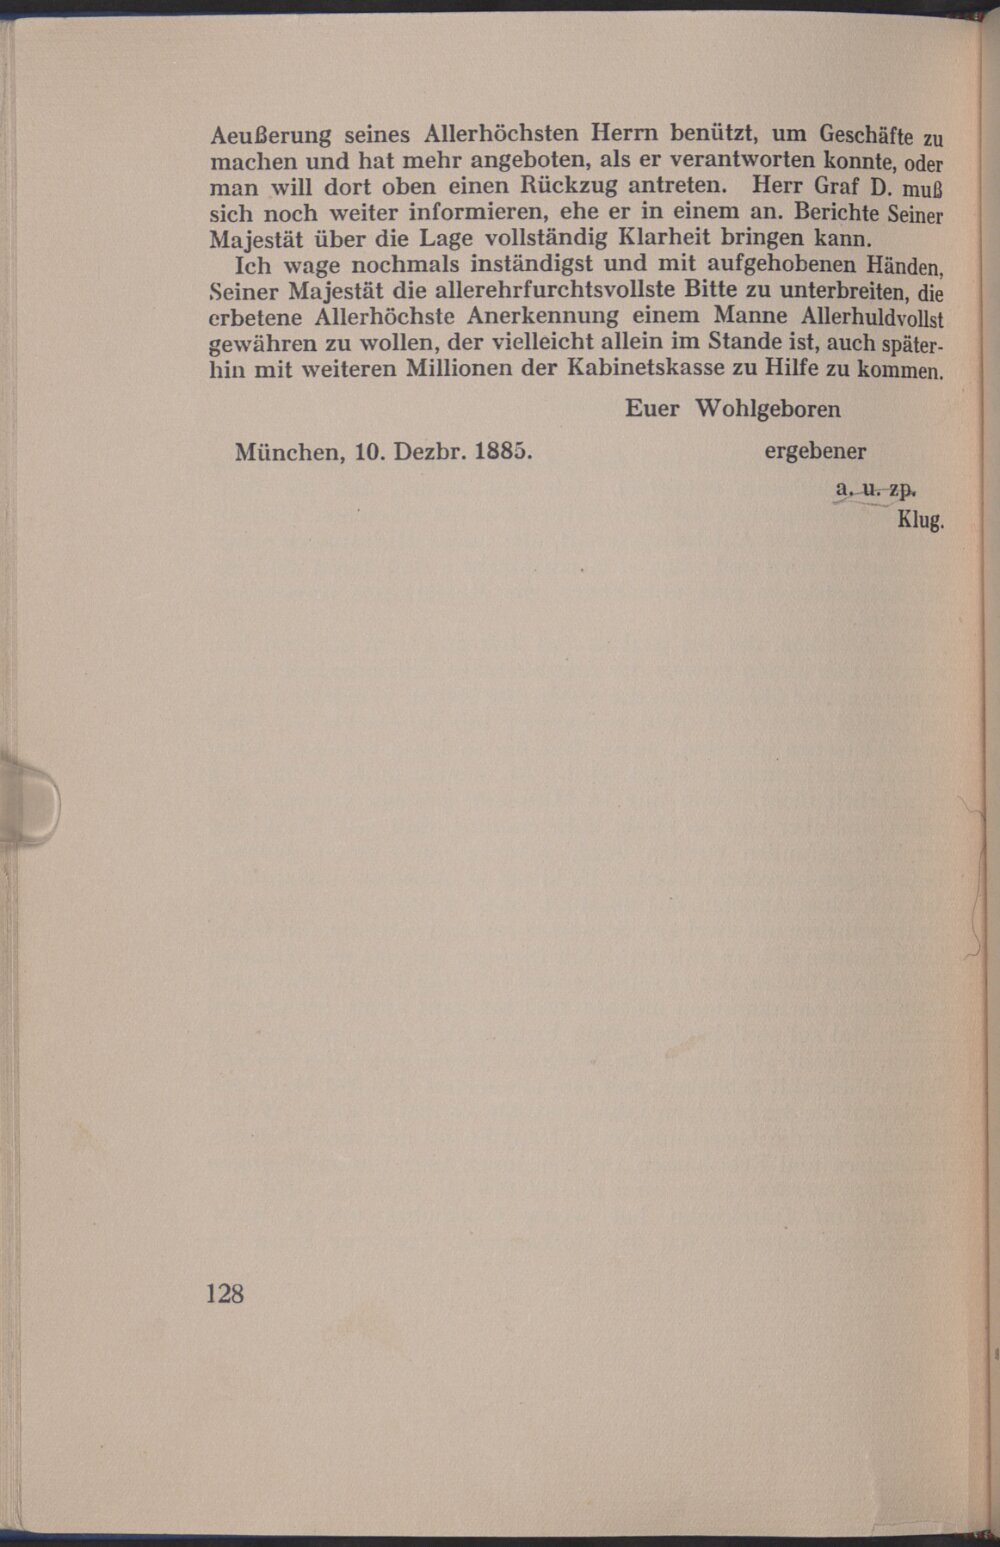 Aeußerung seines Allerhöchsten Herrn benützt, um Geschäfte zu
machen und hat mehr angeboten, als er verantworten konnte, oder
man will dort oben einen Rückzug antreten. Herr Graf D. muß
sich noch weiter informieren, ehe er in einem an. Berichte Seiner
Majestät über die Lage vollständig Klarheit bringen kann.
Ich wage nochmals inständigst und mit aufgehobenen Händen,
Seiner Majestät die allerehrfurchtsvollste Bitte zu unterbreiten, die
erbetene Allerhöchste Anerkennung einem Manne Allerhuldvollst
gewähren zu wollen, der vielleicht allein im Stande ist, auch später-
hin mit weiteren Millionen der Kabinetskasse zu Hilfe zu kommen.
Euer Wohlgeboren
München, 10. Dezbr. 1885. ergebener
a. u. zp.
Klug.
128